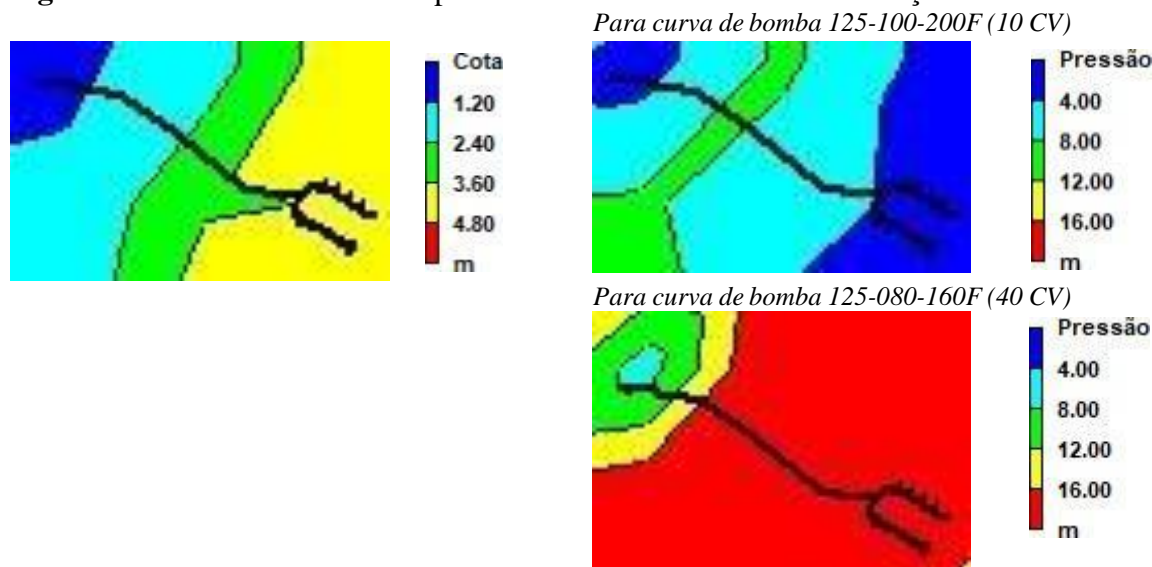 Para curva de bomba 125-100-200F (10 CV)
Cota
1.20
2.40
3.60
4.80
m
Pressão
4.00
8.00
12.00
16.00
m
Para curva de bomba 125-080-160F (40 CV)
Pressão
4.00
8.00
12.00
16.00
m